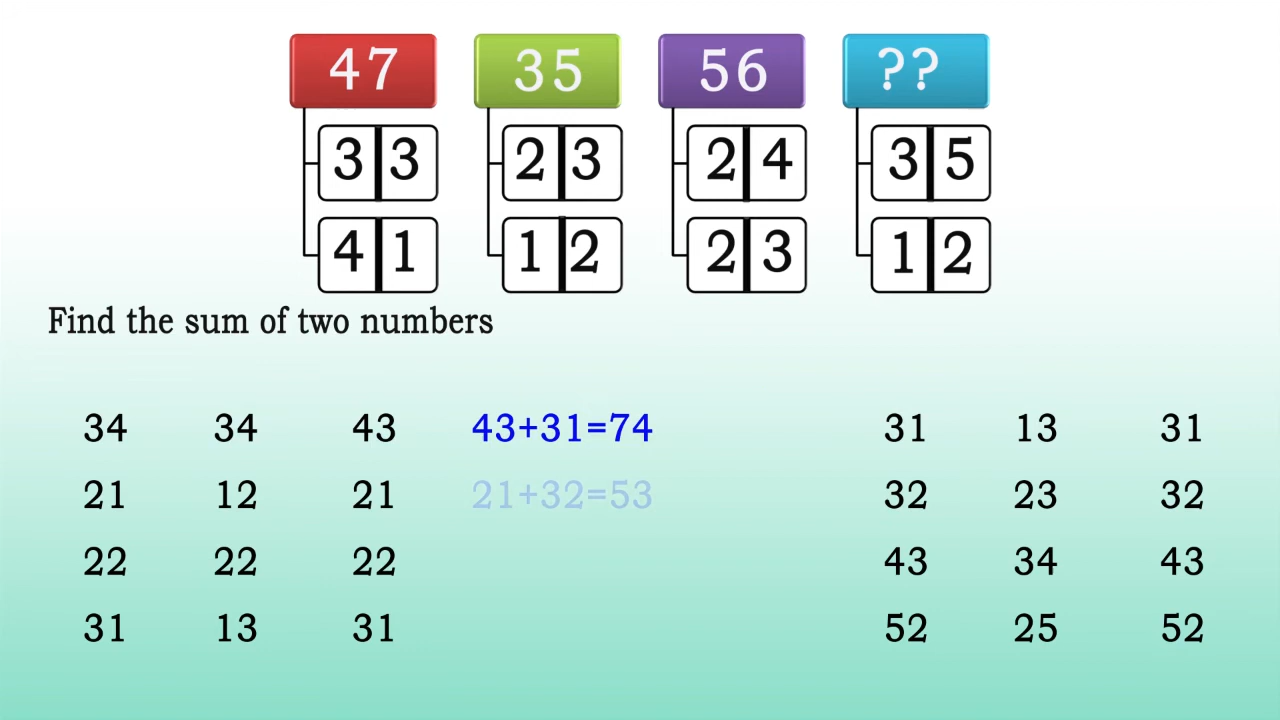 47 35 56 ??
3 3 2 3 2 4 3 5
4 1 1 2 2 3 1 2
Find the sum of two numbers
34 34 43 43+31=74 31 13 31
21 12 21 21+32=53 32 23 32
22 22 22 43 34 43
31 13 31 52 25 52